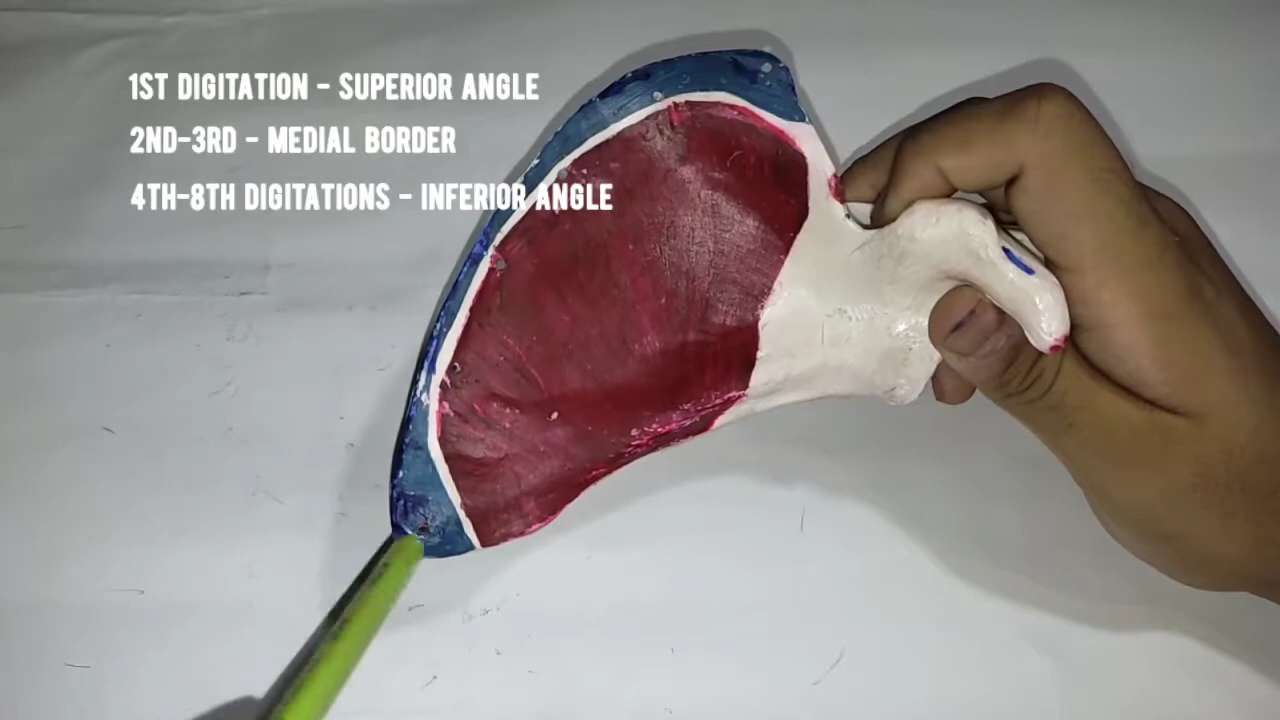 1ST DIGITATION - SUPERIOR ANGLE
2ND-3RD - MEDIAL BORDER
4TH-8TH DIGITATIONS - INFERIOR ANGLE